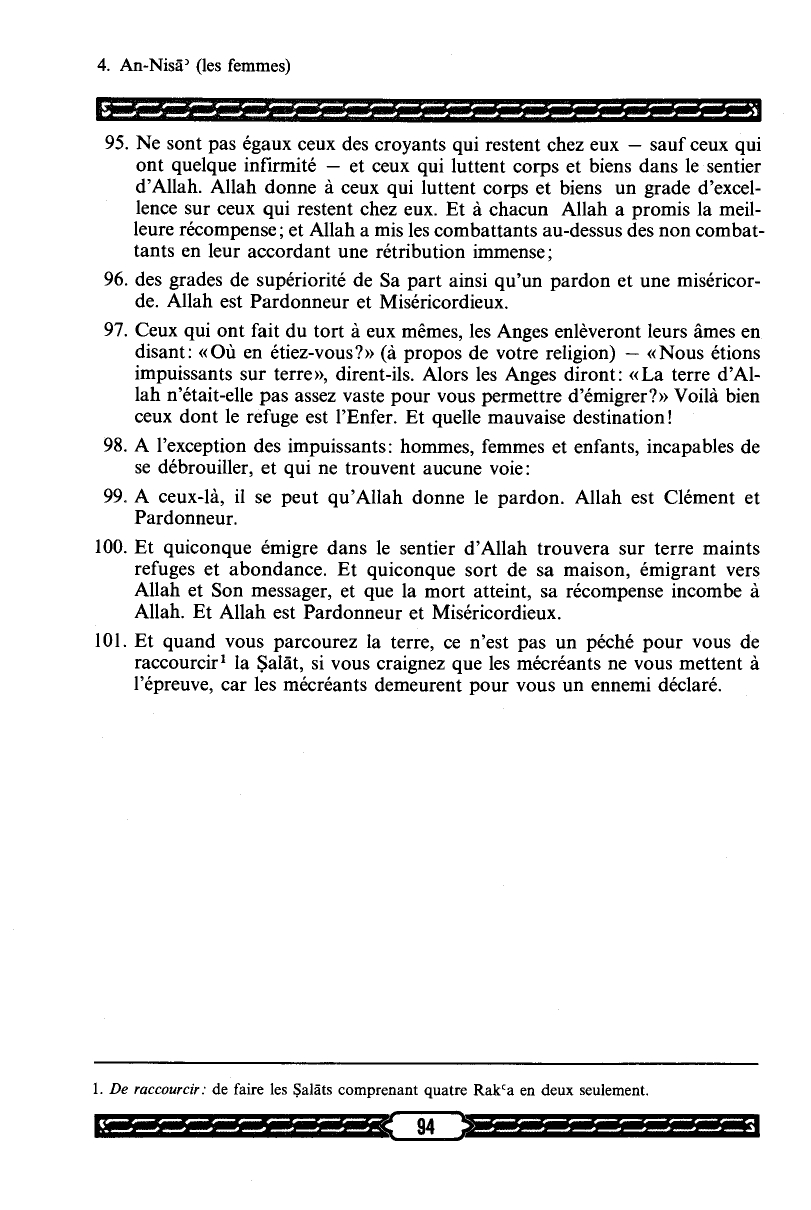 4. An-Nisāʾ (les femmes)
95. Ne sont pas égaux ceux des croyants qui restent chez eux — sauf ceux qui
ont quelque infirmité — et ceux qui luttent corps et biens dans le sentier
d'Allah. Allah donne à ceux qui luttent corps et biens un grade d'excel-
lence sur ceux qui restent chez eux. Et à chacun Allah a promis la meil-
leure récompense; et Allah a mis les combattants au-dessus des non combat-
tants en leur accordant une rétribution immense;
96. des grades de supériorité de Sa part ainsi qu'un pardon et une miséricor-
de. Allah est Pardonneur et Miséricordieux.
97. Ceux qui ont fait du tort à eux mêmes, les Anges enlèveront leurs âmes en
disant: «Où en étiez-vous?» (à propos de votre religion) — «Nous étions
impuissants sur terre», dirent-ils. Alors les Anges diront: «La terre d'Al-
lah n'était-elle pas assez vaste pour vous permettre d'émigrer?» Voilà bien
ceux dont le refuge est l'Enfer. Et quelle mauvaise destination!
98. A l'exception des impuissants: hommes, femmes et enfants, incapables de
se débrouiller, et qui ne trouvent aucune voie:
99. A ceux-là, il se peut qu'Allah donne le pardon. Allah est Clément et
Pardonneur.
100. Et quiconque émigre dans le sentier d'Allah trouvera sur terre maints
refuges et abondance. Et quiconque sort de sa maison, émigrant vers
Allah et Son messager, et que la mort atteint, sa récompense incombe à
Allah. Et Allah est Pardonneur et Miséricordieux.
101. Et quand vous parcourez la terre, ce n'est pas un péché pour vous de
raccourcir¹ la Ṣalāt, si vous craignez que les mécréants ne vous mettent à
l'épreuve, car les mécréants demeurent pour vous un ennemi déclaré.
1. De raccourcir: de faire les Ṣalāts comprenant quatre Rakᶜa en deux seulement.
94